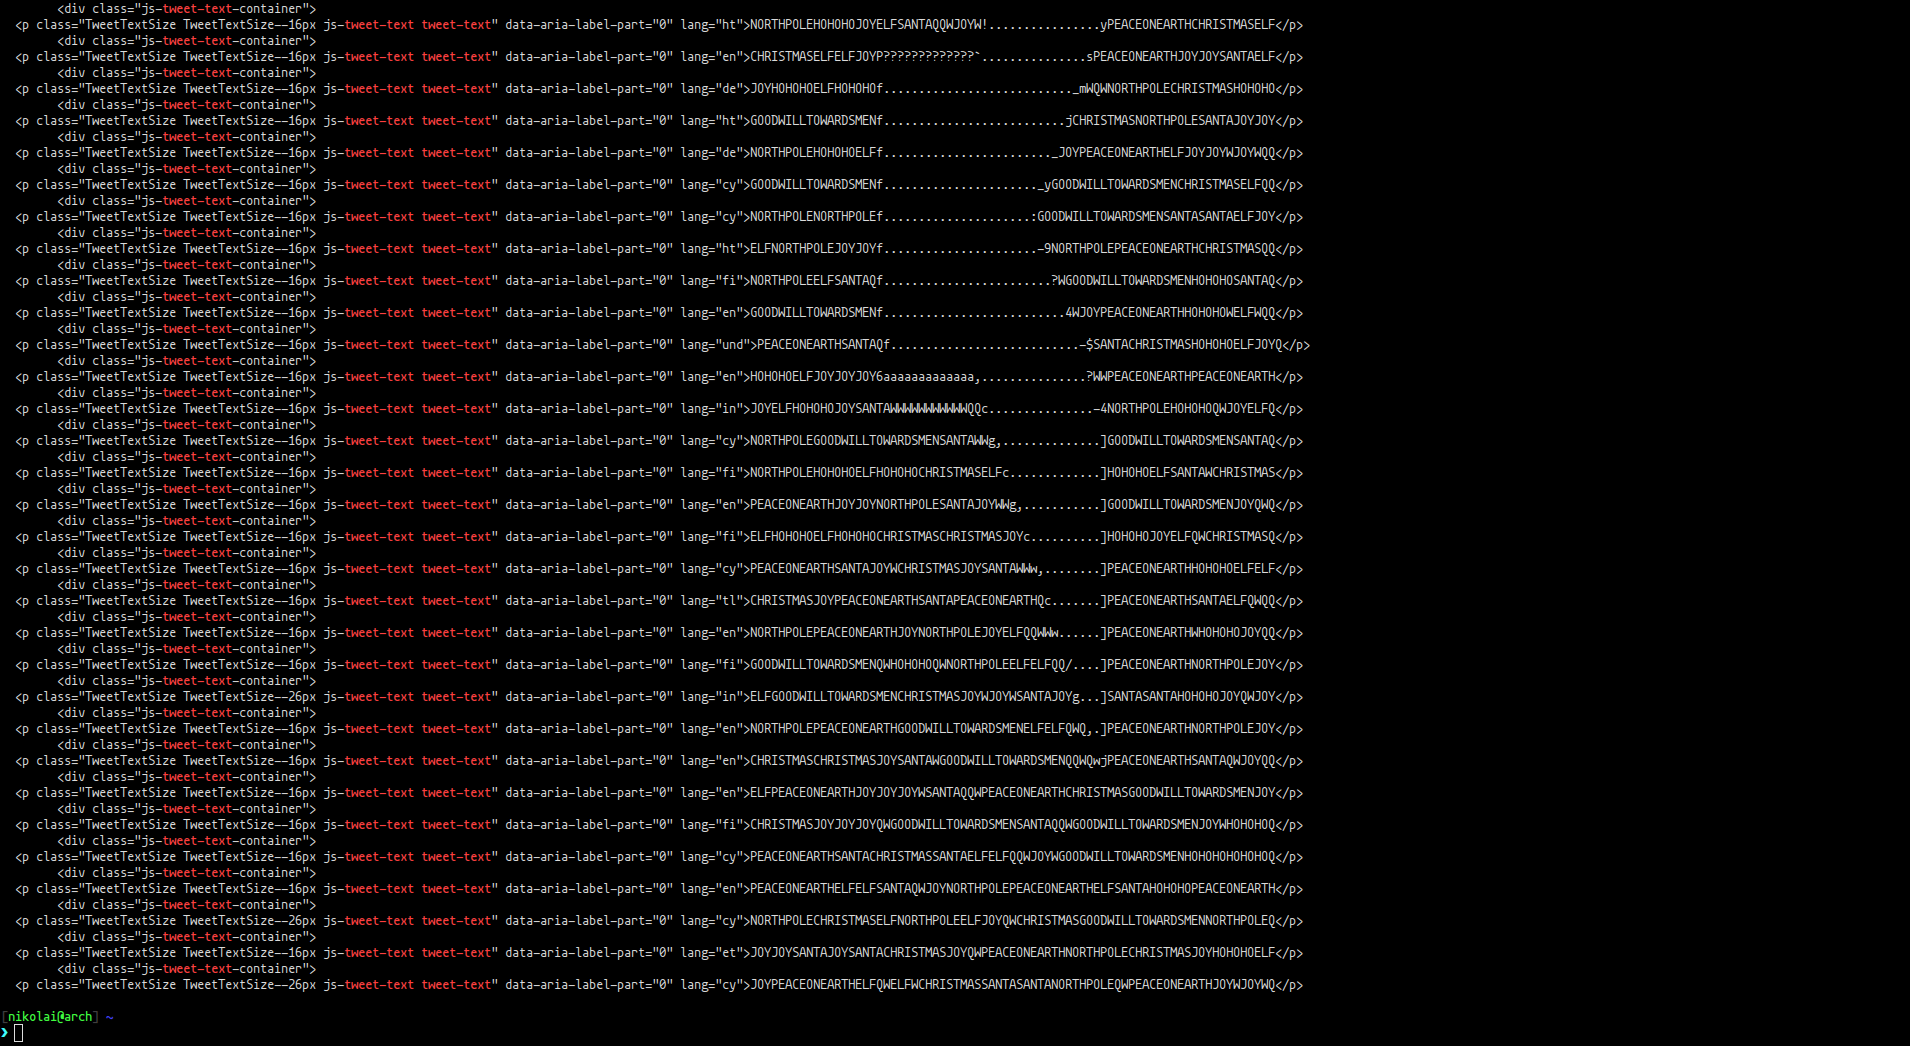 <div class="js-tweet-text-container">
<p class="TweetTextSize TweetTextSize--16px js-tweet-text tweet-text" data-aria-label-part="0" lang="ht">NORTHPOLEHOHOHOJOYELFSANTAQQWJOYW!................yPEACEONEARTHCHRISTMASELF</p>
<div class="js-tweet-text-container">
<p class="TweetTextSize TweetTextSize--16px js-tweet-text tweet-text" data-aria-label-part="0" lang="en">CHRISTMASELFELFJOYP?????????????`...............sPEACEONEARTHJOYJOYSANTAELF</p>
<div class="js-tweet-text-container">
<p class="TweetTextSize TweetTextSize--16px js-tweet-text tweet-text" data-aria-label-part="0" lang="de">JOYHOHOHOELFHOHOHOf..........................._mWQWNORTHPOLECHRISTMASHOHOHO</p>
<div class="js-tweet-text-container">
<p class="TweetTextSize TweetTextSize--16px js-tweet-text tweet-text" data-aria-label-part="0" lang="ht">GOODWILLTOWARDSMENf..........................jCHRISTMASNORTHPOLESANTAJOYJOY</p>
<div class="js-tweet-text-container">
<p class="TweetTextSize TweetTextSize--16px js-tweet-text tweet-text" data-aria-label-part="0" lang="de">NORTHPOLEHOHOHOELFf........................_JOYPEACEONEARTHELFJOYJOYWJOYWQQ</p>
<div class="js-tweet-text-container">
<p class="TweetTextSize TweetTextSize--16px js-tweet-text tweet-text" data-aria-label-part="0" lang="cy">GOODWILLTOWARDSMENf......................_yGOODWILLTOWARDSMENCHRISTMASELFQQ</p>
<div class="js-tweet-text-container">
<p class="TweetTextSize TweetTextSize--16px js-tweet-text tweet-text" data-aria-label-part="0" lang="cy">NORTHPOLENORTHPOLEf.....................:GOODWILLTOWARDSMENSANTASANTAELFJOY</p>
<div class="js-tweet-text-container">
<p class="TweetTextSize TweetTextSize--16px js-tweet-text tweet-text" data-aria-label-part="0" lang="ht">ELFNORTHPOLEJOYJOYf......................-9NORTHPOLEPEACEONEARTHCHRISTMASQQ</p>
<div class="js-tweet-text-container">
<p class="TweetTextSize TweetTextSize--16px js-tweet-text tweet-text" data-aria-label-part="0" lang="fi">NORTHPOLEELFSANTAQf........................?WGOODWILLTOWARDSMENHOHOHOSANTAQ</p>
<div class="js-tweet-text-container">
<p class="TweetTextSize TweetTextSize--16px js-tweet-text tweet-text" data-aria-label-part="0" lang="en">GOODWILLTOWARDSMENf..........................4WJOYPEACEONEARTHHOHOHOWELFWQQ</p>
<div class="js-tweet-text-container">
<p class="TweetTextSize TweetTextSize--16px js-tweet-text tweet-text" data-aria-label-part="0" lang="und">PEACEONEARTHSANTAQf...........................-$SANTACHRISTMASHOHOHOELFJOYQ</p>
<div class="js-tweet-text-container">
<p class="TweetTextSize TweetTextSize--16px js-tweet-text tweet-text" data-aria-label-part="0" lang="en">HOHOHOELFJOYJOYJOY6aaaaaaaaaaaaa,...............?WWPEACEONEARTHPEACEONEARTH</p>
<div class="js-tweet-text-container">
<p class="TweetTextSize TweetTextSize--16px js-tweet-text tweet-text" data-aria-label-part="0" lang="in">JOYELFHOHOHOJOYSANTAWWWWWWWWWWWQQc...............-4NORTHPOLEHOHOHOQWJOYELFQ</p>
<div class="js-tweet-text-container">
<p class="TweetTextSize TweetTextSize--16px js-tweet-text tweet-text" data-aria-label-part="0" lang="cy">NORTHPOLEGOODWILLTOWARDSMENSANTAWWg,..............]GOODWILLTOWARDSMENSANTAQ</p>
<div class="js-tweet-text-container">
<p class="TweetTextSize TweetTextSize--16px js-tweet-text tweet-text" data-aria-label-part="0" lang="fi">NORTHPOLEHOHOHOELFHOHOHOCHRISTMASELFc.............]HOHOHOELFSANTAWCHRISTMAS</p>
<div class="js-tweet-text-container">
<p class="TweetTextSize TweetTextSize--16px js-tweet-text tweet-text" data-aria-label-part="0" lang="en">PEACEONEARTHJOYJOYNORTHPOLESANTAJOYWWg,...........]GOODWILLTOWARDSMENJOYQWQ</p>
<div class="js-tweet-text-container">
<p class="TweetTextSize TweetTextSize--16px js-tweet-text tweet-text" data-aria-label-part="0" lang="fi">ELFHOHOHOELFHOHOHOCHRISTMASCHRISTMASJOYc..........]HOHOHOJOYELFQWCHRISTMASQ</p>
<div class="js-tweet-text-container">
<p class="TweetTextSize TweetTextSize--16px js-tweet-text tweet-text" data-aria-label-part="0" lang="cy">PEACEONEARTHSANTAJOYWCHRISTMASJOYSANTAWWw,........]PEACEONEARTHHOHOHOELFELF</p>
<div class="js-tweet-text-container">
<p class="TweetTextSize TweetTextSize--16px js-tweet-text tweet-text" data-aria-label-part="0" lang="tl">CHRISTMASJOYPEACEONEARTHSANTAPEACEONEARTHQc.......]PEACEONEARTHSANTAELFQWQQ</p>
<div class="js-tweet-text-container">
<p class="TweetTextSize TweetTextSize--16px js-tweet-text tweet-text" data-aria-label-part="0" lang="en">NORTHPOLEPEACEONEARTHJOYNORTHPOLEJOYELFQQWWw......]PEACEONEARTHWHOHOHOJOYQQ</p>
<div class="js-tweet-text-container">
<p class="TweetTextSize TweetTextSize--16px js-tweet-text tweet-text" data-aria-label-part="0" lang="fi">GOODWILLTOWARDSMENQWHOHOHOQWNORTHPOLEELFELFQQ/....]PEACEONEARTHNORTHPOLEJOY</p>
<div class="js-tweet-text-container">
<p class="TweetTextSize TweetTextSize--26px js-tweet-text tweet-text" data-aria-label-part="0" lang="in">ELFGOODWILLTOWARDSMENCHRISTMASJOYWJOYWSANTAJOYg...]SANTASANTAHOHOHOJOYQWJOY</p>
<div class="js-tweet-text-container">
<p class="TweetTextSize TweetTextSize--16px js-tweet-text tweet-text" data-aria-label-part="0" lang="en">NORTHPOLEPEACEONEARTHGOODWILLTOWARDSMENELFELFQWQ,.]PEACEONEARTHNORTHPOLEJOY</p>
<div class="js-tweet-text-container">
<p class="TweetTextSize TweetTextSize--16px js-tweet-text tweet-text" data-aria-label-part="0" lang="en">CHRISTMASCHRISTMASJOYSANTAWGOODWILLTOWARDSMENQQWQwjPEACEONEARTHSANTAQWJOYQQ</p>
<div class="js-tweet-text-container">
<p class="TweetTextSize TweetTextSize--16px js-tweet-text tweet-text" data-aria-label-part="0" lang="en">ELFPEACEONEARTHJOYJOYJOYWSANTAQQWPEACEONEARTHCHRISTMASGOODWILLTOWARDSMENJOY</p>
<div class="js-tweet-text-container">
<p class="TweetTextSize TweetTextSize--16px js-tweet-text tweet-text" data-aria-label-part="0" lang="fi">CHRISTMASJOYJOYJOYQWGOODWILLTOWARDSMENSANTAQQWGOODWILLTOWARDSMENJOYWHOHOHOQ</p>
<div class="js-tweet-text-container">
<p class="TweetTextSize TweetTextSize--16px js-tweet-text tweet-text" data-aria-label-part="0" lang="cy">PEACEONEARTHSANTACHRISTMASSANTAELFELFQQWJOYWGOODWILLTOWARDSMENHOHOHOHOHOHOQ</p>
<div class="js-tweet-text-container">
<p class="TweetTextSize TweetTextSize--16px js-tweet-text tweet-text" data-aria-label-part="0" lang="en">PEACEONEARTHELFELFSANTAQWJOYNORTHPOLEPEACEONEARTHELFSANTAHOHOHOPEACEONEARTH</p>
<div class="js-tweet-text-container">
<p class="TweetTextSize TweetTextSize--26px js-tweet-text tweet-text" data-aria-label-part="0" lang="cy">NORTHPOLECHRISTMASELFNORTHPOLEELFJOYQWCHRISTMASGOODWILLTOWARDSMENNORTHPOLEQ</p>
<div class="js-tweet-text-container">
<p class="TweetTextSize TweetTextSize--16px js-tweet-text tweet-text" data-aria-label-part="0" lang="et">JOYJOYSANTAJOYSANTACHRISTMASJOYQWPEACEONEARTHNORTHPOLECHRISTMASJOYHOHOHOELF</p>
<div class="js-tweet-text-container">
<p class="TweetTextSize TweetTextSize--26px js-tweet-text tweet-text" data-aria-label-part="0" lang="cy">JOYPEACEONEARTHELFQWELFWCHRISTMASSANTASANTANORTHPOLEQWPEACEONEARTHJOYWJOYWQ</p>
[nikolai@arch] ~
❯